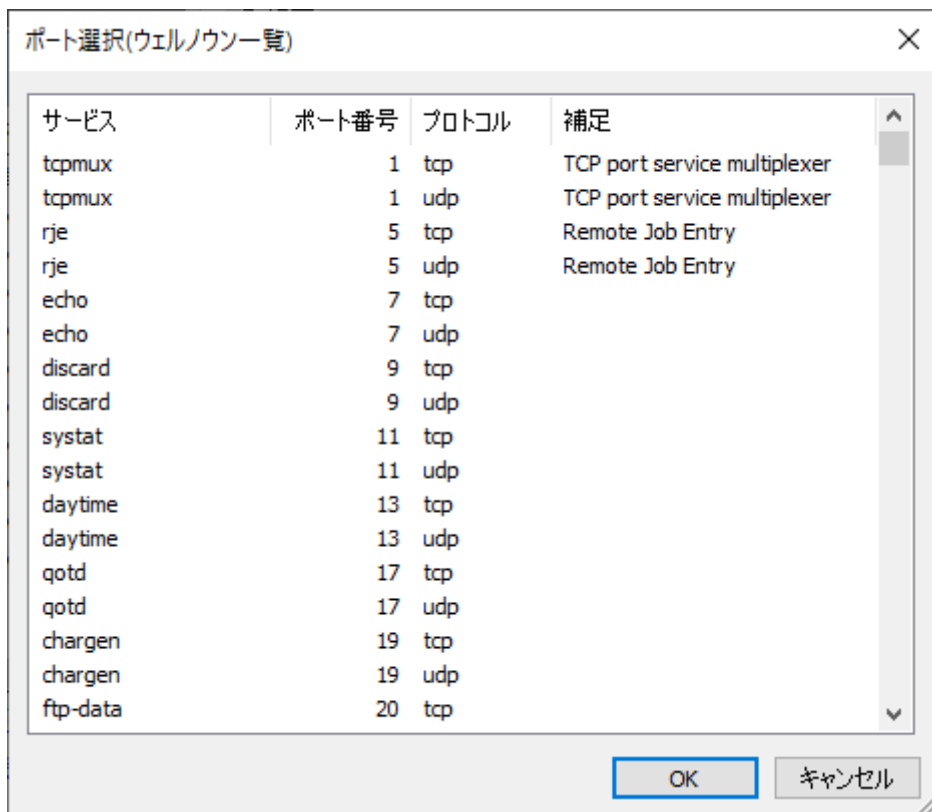 ポート選択(ウェルノウン一覧)
サービス ポート番号 プロトコル 補足
tcpmux 1 tcp TCP port service multiplexer
tcpmux 1 udp TCP port service multiplexer
rje 5 tcp Remote Job Entry
rje 5 udp Remote Job Entry
echo 7 tcp
echo 7 udp
discard 9 tcp
discard 9 udp
systat 11 tcp
systat 11 udp
daytime 13 tcp
daytime 13 udp
qotd 17 tcp
qotd 17 udp
chargen 19 tcp
chargen 19 udp
ftp-data 20 tcp
OK キャンセル